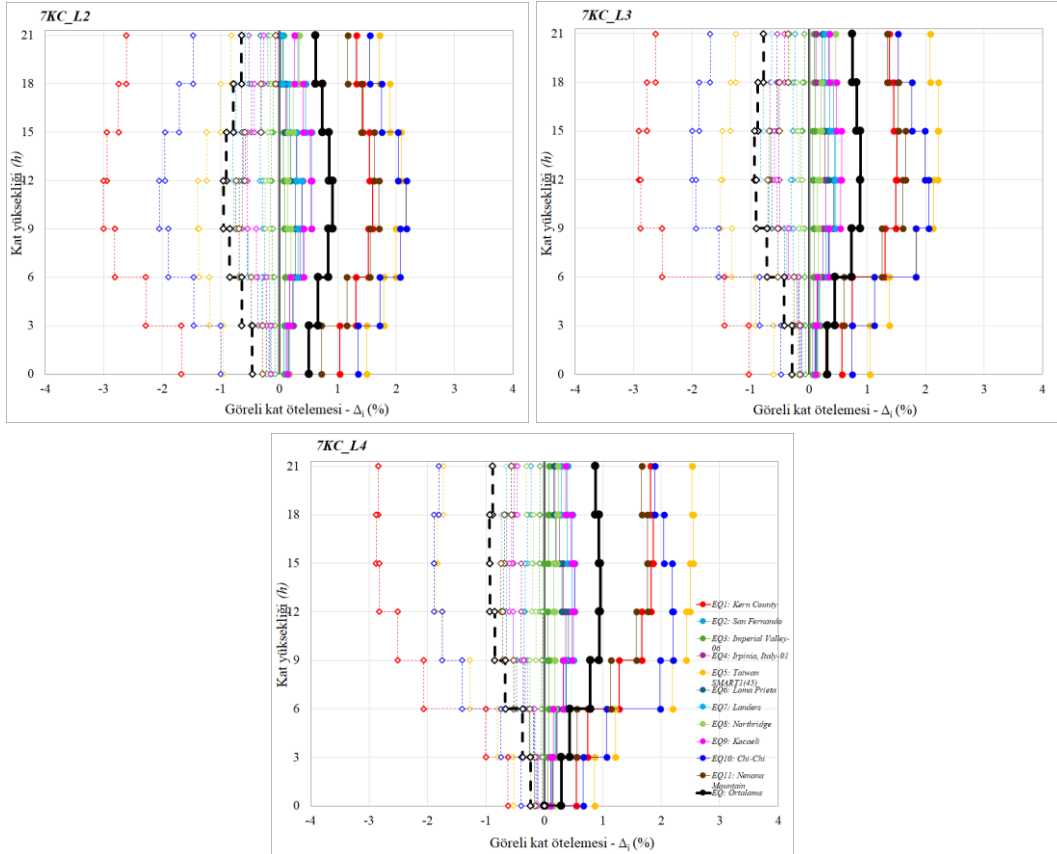 7KC_L2
21
18
15
12
9
6
3
0
Kat yüksekliği (h)
-4 -3 -2 -1 0 1 2 3 4
Göreli kat ötelemesi - Δi (%)
7KC_L3
21
18
15
12
9
6
3
0
Kat yüksekliği (h)
-4 -3 -2 -1 0 1 2 3 4
Göreli kat ötelemesi - Δi (%)
7KC_L4
21
18
15
12
9
6
3
0
Kat yüksekliği (h)
-4 -3 -2 -1 0 1 2 3 4
Göreli kat ötelemesi - Δi (%)
EQ1: Kern County
EQ2: San Fernando
EQ3: Imperial Valley-
06
EQ4: Irpinia, Italy-01
EQ5: Taiwan
SMART1(45)
EQ6: Loma Prieta
EQ7: Landers
EQ8: Northridge
EQ9: Kocaeli
EQ10: Chi-Chi
EQ11: Nenana
Mountain
EQ: Ortalama